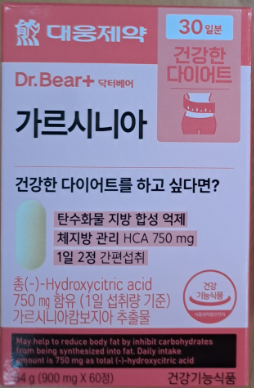 대웅제약
30일분
건강한
다이어트
Dr.Bear+ 닥터베어
가르시니아
건강한 다이어트를 하고 싶다면?
탄수화물 지방 합성 억제
체지방 관리 HCA 750 mg
1일 2정 간편섭취
총(-)-Hydroxycitric acid
750 mg 함유 (1일 섭취량 기준)
가르시니아캄보지아 추출물
건강
기능식품
May help to reduce body fat by inhibit carbohydrates
from being synthesized into fat. Daily intake
amount is 750 mg as total (-)-hydroxycitric acid
54 g (900 mg X 60정)
건강기능식품